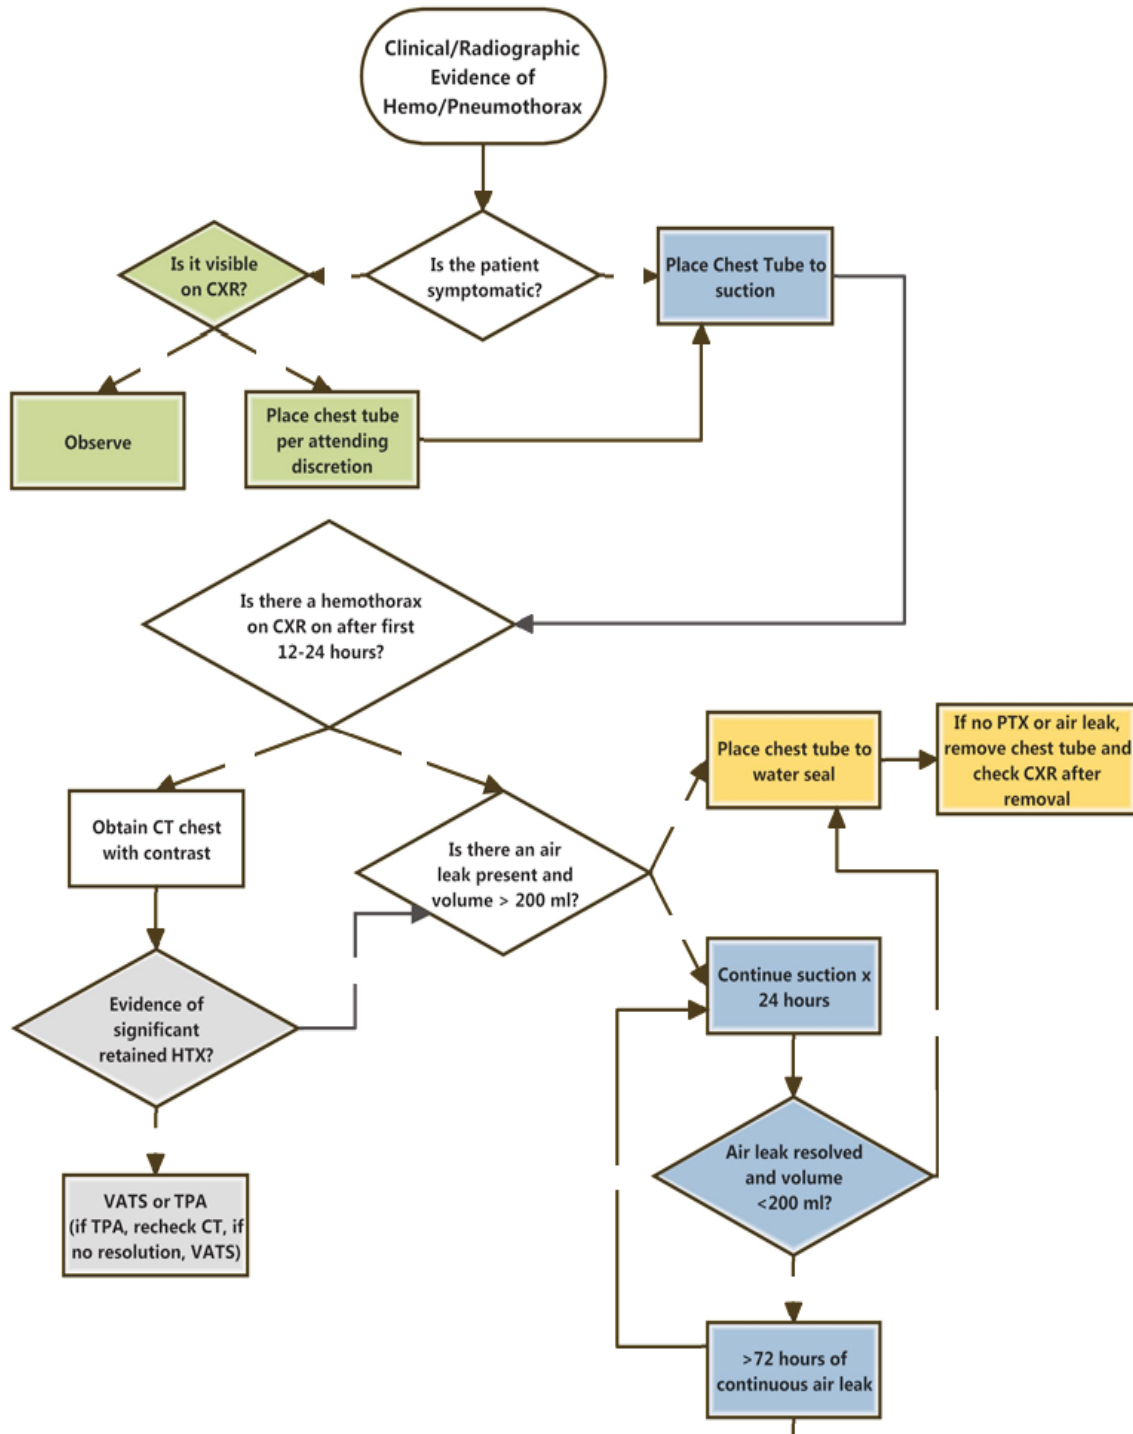 Clinical/Radiographic
Evidence of
Hemo/Pneumothorax
Is it visible
on CXR?
Is the patient
symptomatic?
Place Chest Tube to
suction
Observe
Place chest tube
per attending
discretion
Is there a hemothorax
on CXR on after first
12-24 hours?
Place chest tube to
water seal
If no PTX or air leak,
remove chest tube and
check CXR after
removal
Obtain CT chest
with contrast
Is there an air
leak present and
volume > 200 ml?
Continue suction x
24 hours
Evidence of
significant
retained HTX?
Air leak resolved
and volume
<200 ml?
VATS or TPA
(if TPA, recheck CT, if
no resolution, VATS)
>72 hours of
continuous air leak